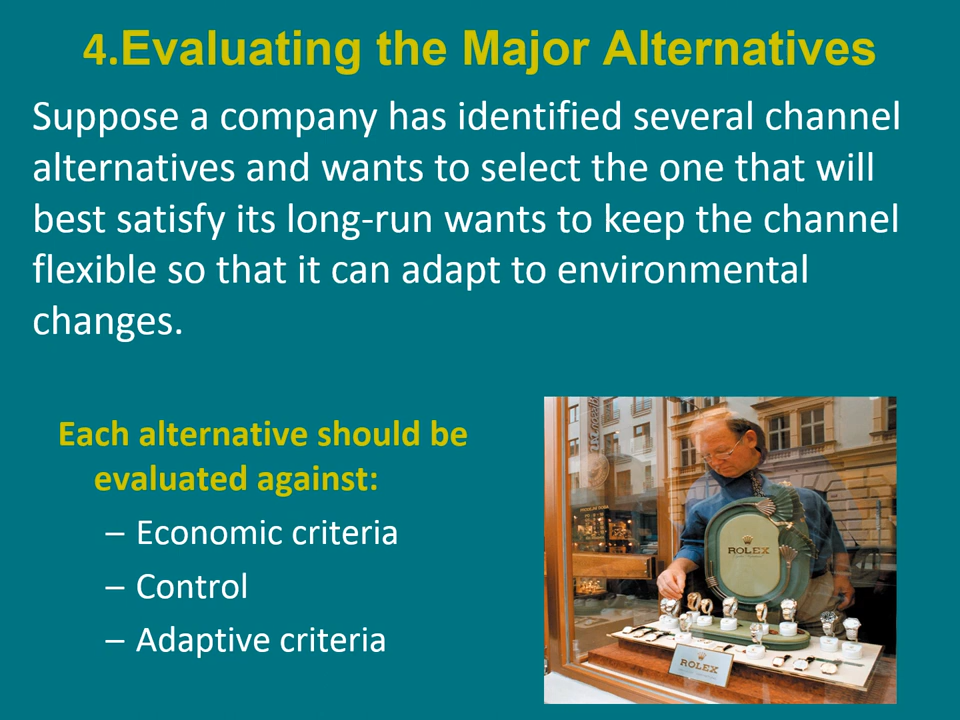 4.Evaluating the Major Alternatives
Suppose a company has identified several channel
alternatives and wants to select the one that will
best satisfy its long-run wants to keep the channel
flexible so that it can adapt to environmental
changes.
Each alternative should be
evaluated against:
– Economic criteria
– Control
– Adaptive criteria
ROLEX
ROLEX